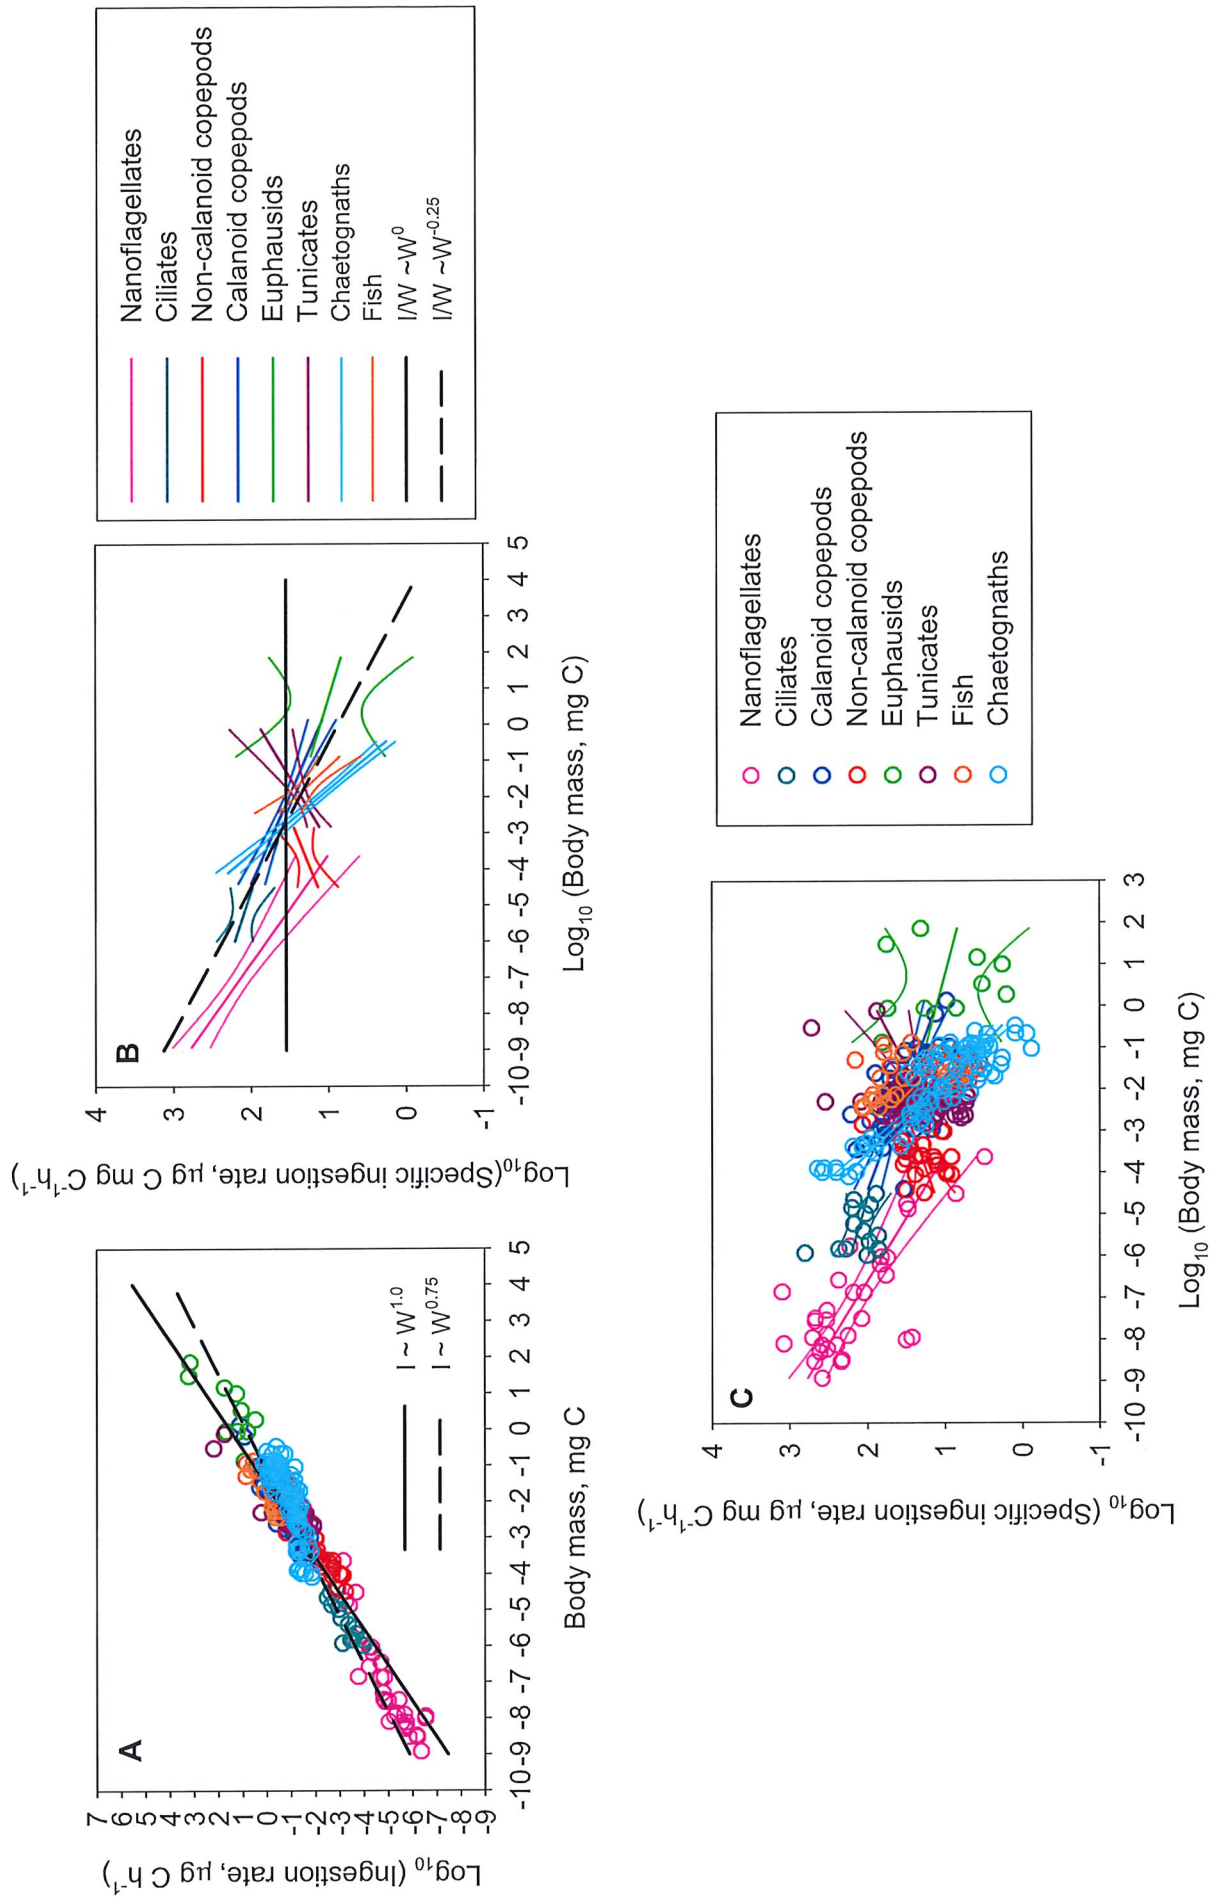 A
Log10 (Ingestion rate, µg C h-1)
7
6
5
4
3
2
1
0
-1
-2
-3
-4
-5
-6
-7
-8
-9
-10 -9 -8 -7 -6 -5 -4 -3 -2 -1 0 1 2 3 4 5
Body mass, mg C
I ~ W1.0
I ~ W0.75
B
Log10(Specific ingestion rate, µg C mg C-1h-1)
4
3
2
1
0
-1
-10 -9 -8 -7 -6 -5 -4 -3 -2 -1 0 1 2 3 4 5
Log10 (Body mass, mg C)
Nanoflagellates
Ciliates
Non-calanoid copepods
Calanoid copepods
Euphausids
Tunicates
Chaetognaths
Fish
I/W ~W0
I/W ~W-0.25
C
Log10 (Specific ingestion rate, µg mg C-1h-1)
4
3
2
1
0
-1
-10 -9 -8 -7 -6 -5 -4 -3 -2 -1 0 1 2 3
Log10 (Body mass, mg C)
Nanoflagellates
Ciliates
Calanoid copepods
Non-calanoid copepods
Euphausids
Tunicates
Fish
Chaetognaths